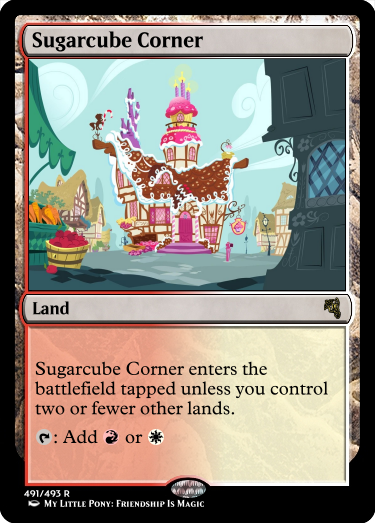 Sugarcube Corner
Land
Sugarcube Corner enters the
battlefield tapped unless you control
two or fewer other lands.
: Add or
491/493 R
My Little Pony: Friendship Is Magic